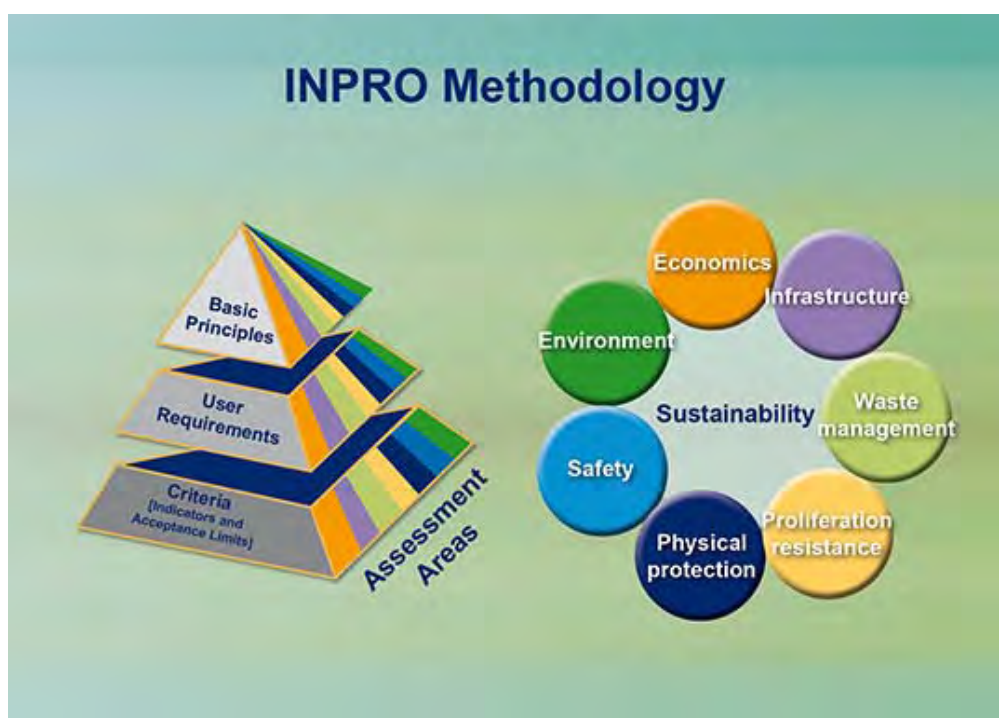 INPRO Methodology
Basic
Principles
User
Requirements
Criteria
[Indicators and
Acceptance Limits]
Assessment
Areas
Economics
Infrastructure
Environment
Sustainability
Waste
management
Safety
Physical
protection
Proliferation
resistance